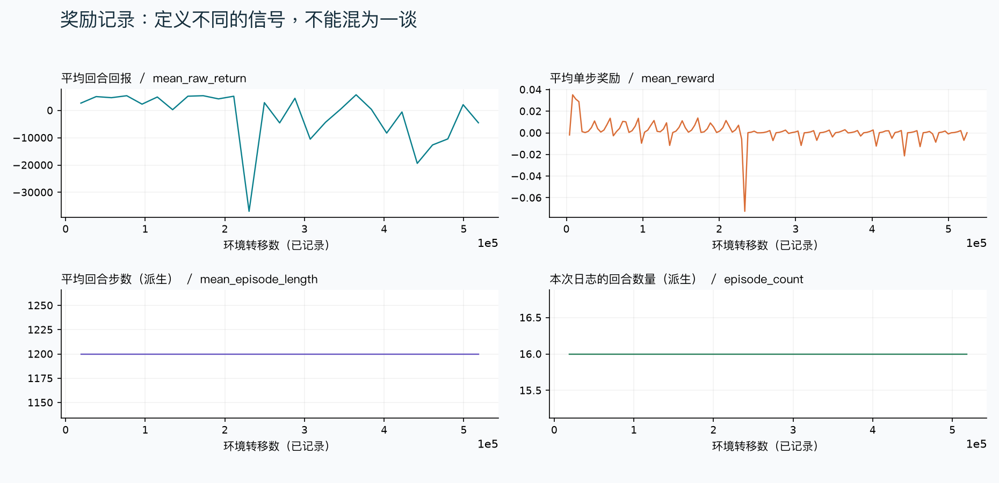 奖励记录：定义不同的信号，不能混为一谈
平均回合回报 / mean_raw_return
0
−10000
−20000
−30000
0 1 2 3 4 5
环境转移数（已记录）
1e5
平均单步奖励 / mean_reward
0.04
0.02
0.00
−0.02
−0.04
−0.06
0 1 2 3 4 5
环境转移数（已记录）
1e5
平均回合步数（派生） / mean_episode_length
1250
1225
1200
1175
1150
0 1 2 3 4 5
环境转移数（已记录）
1e5
本次日志的回合数量（派生） / episode_count
16.5
16.0
15.5
0 1 2 3 4 5
环境转移数（已记录）
1e5